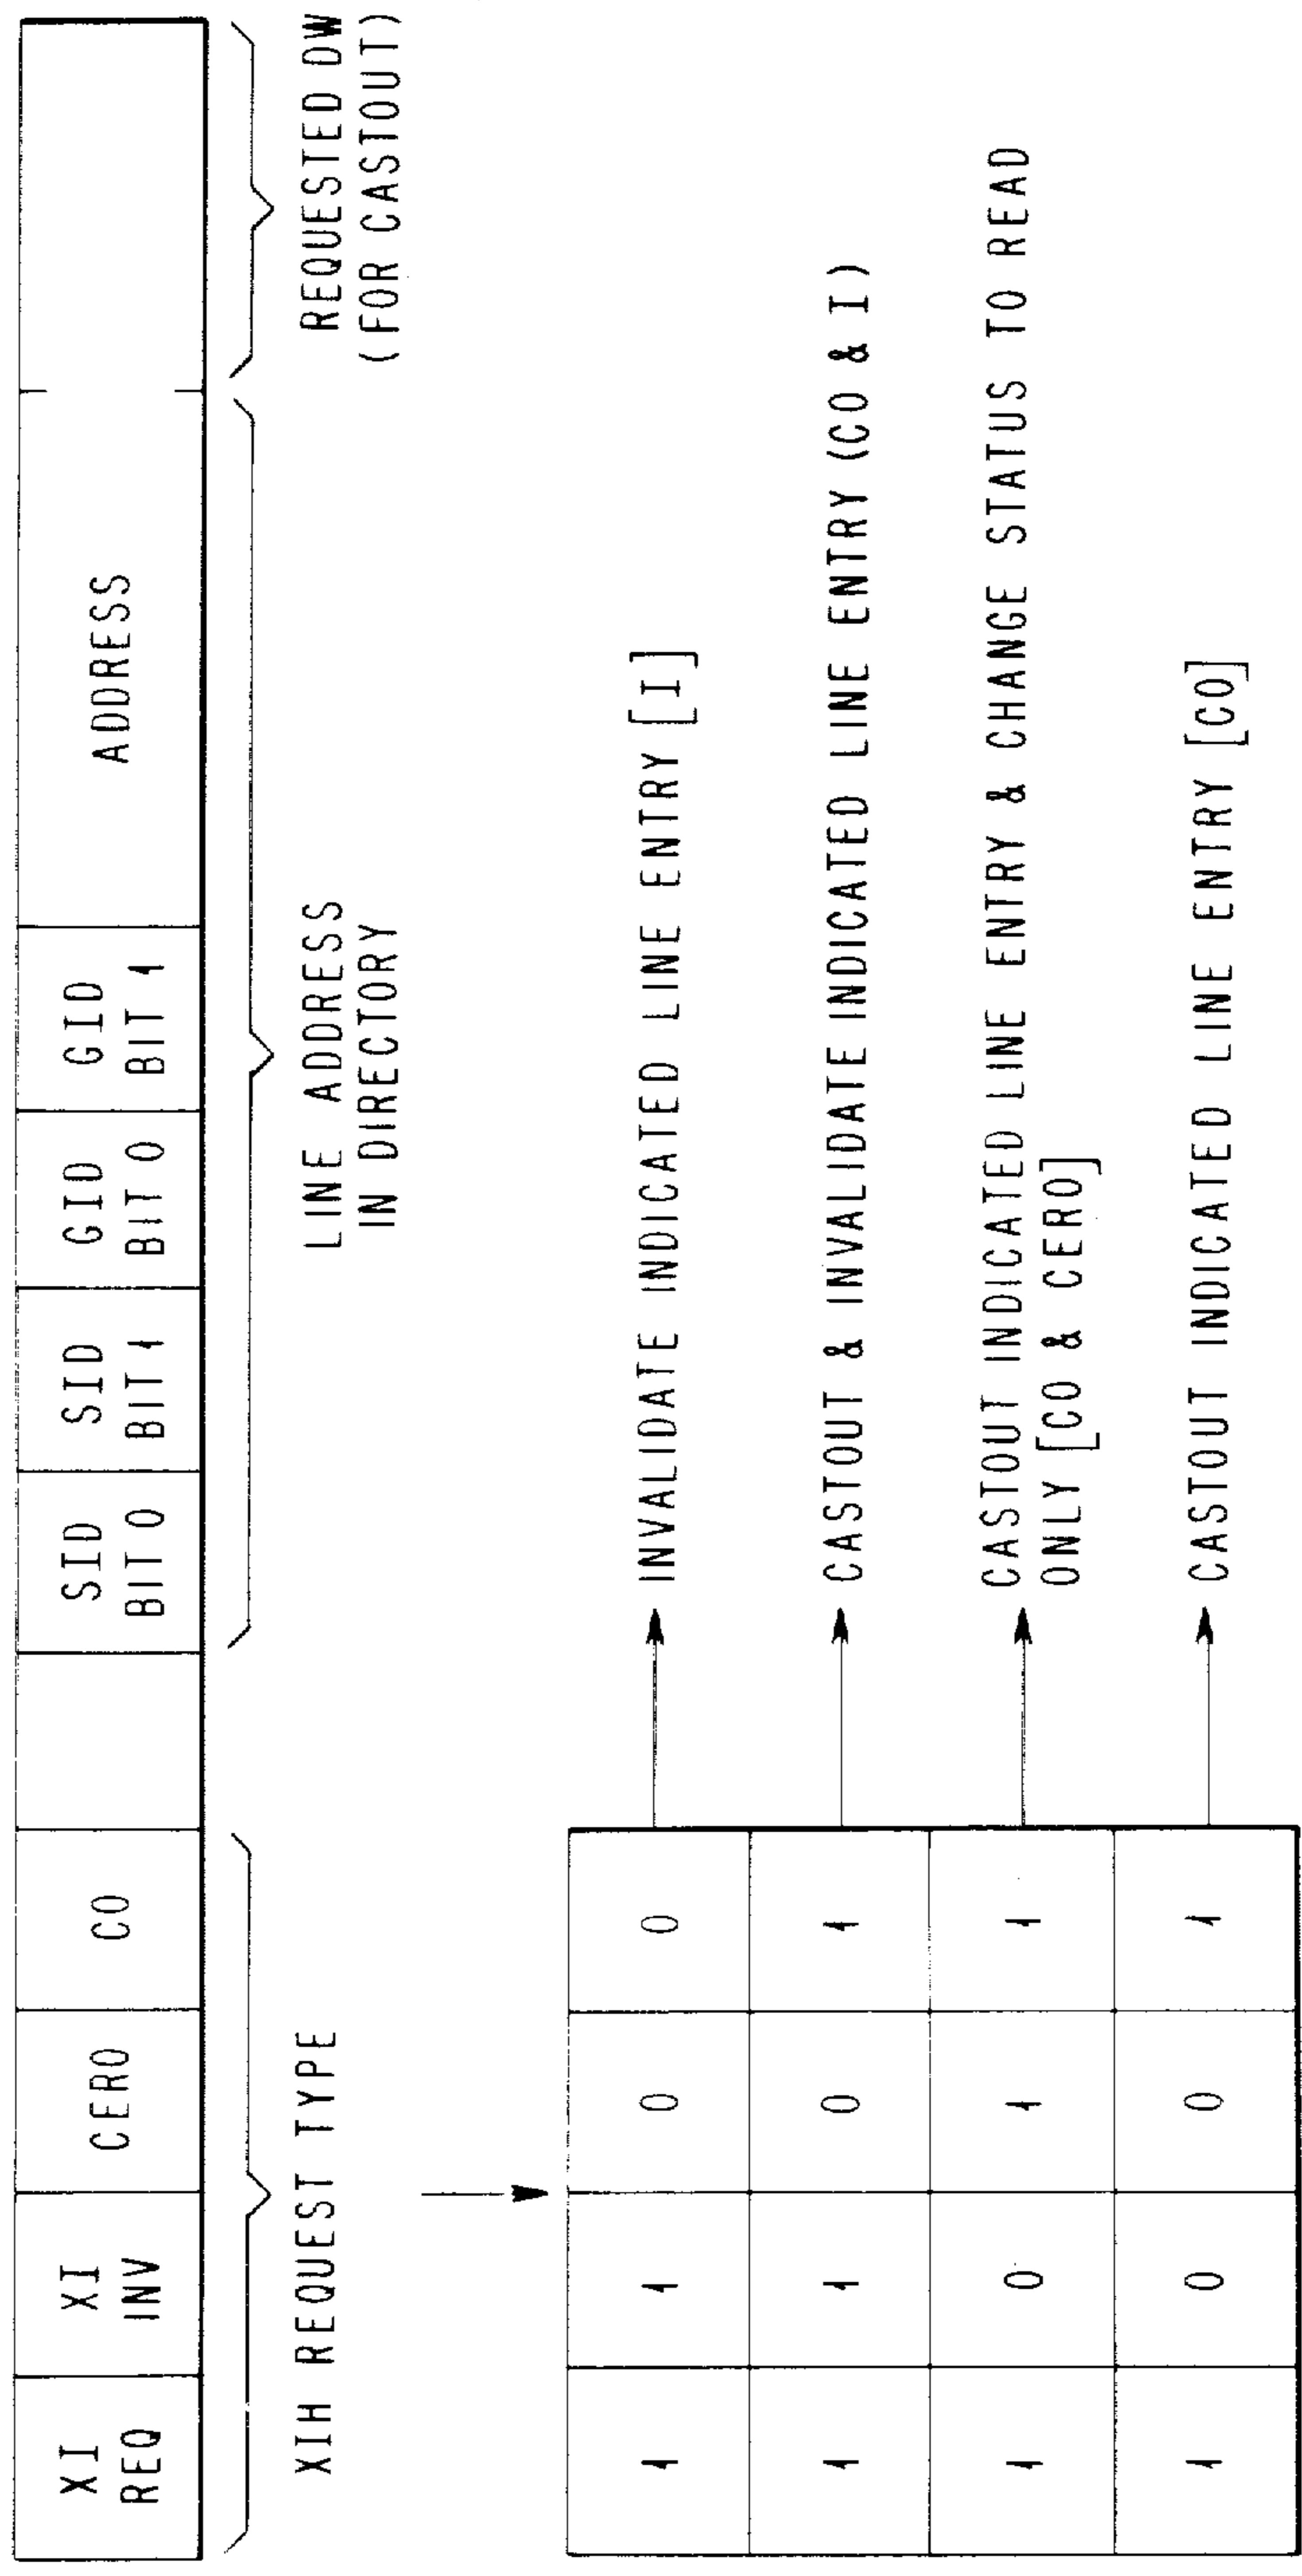 XI XI CERO CO SID SID GID GID ADDRESS
REQ INV BIT 0 BIT 1 BIT 0 BIT 1
XIH REQUEST TYPE
LINE ADDRESS
IN DIRECTORY
REQUESTED DW
(FOR CASTOUT)
1 1 0 0 INVALIDATE INDICATED LINE ENTRY [I]
1 1 0 1 CASTOUT & INVALIDATE INDICATED LINE ENTRY (CO & I)
1 0 1 1 CASTOUT INDICATED LINE ENTRY & CHANGE STATUS TO READ
ONLY [CO & CERO]
1 0 0 1 CASTOUT INDICATED LINE ENTRY [CO]